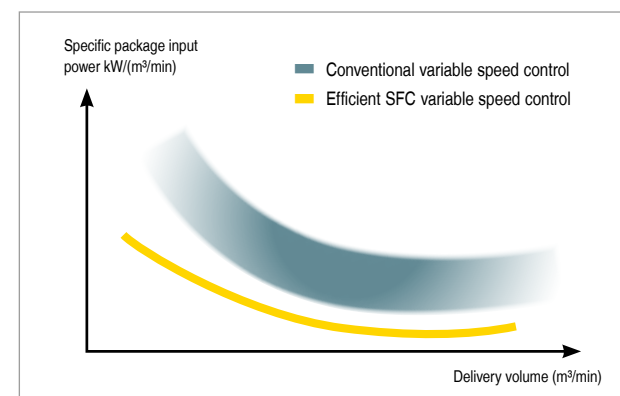 Specific package input
power kW/(m³/min)
Conventional variable speed control
Efficient SFC variable speed control
Delivery volume (m³/min)